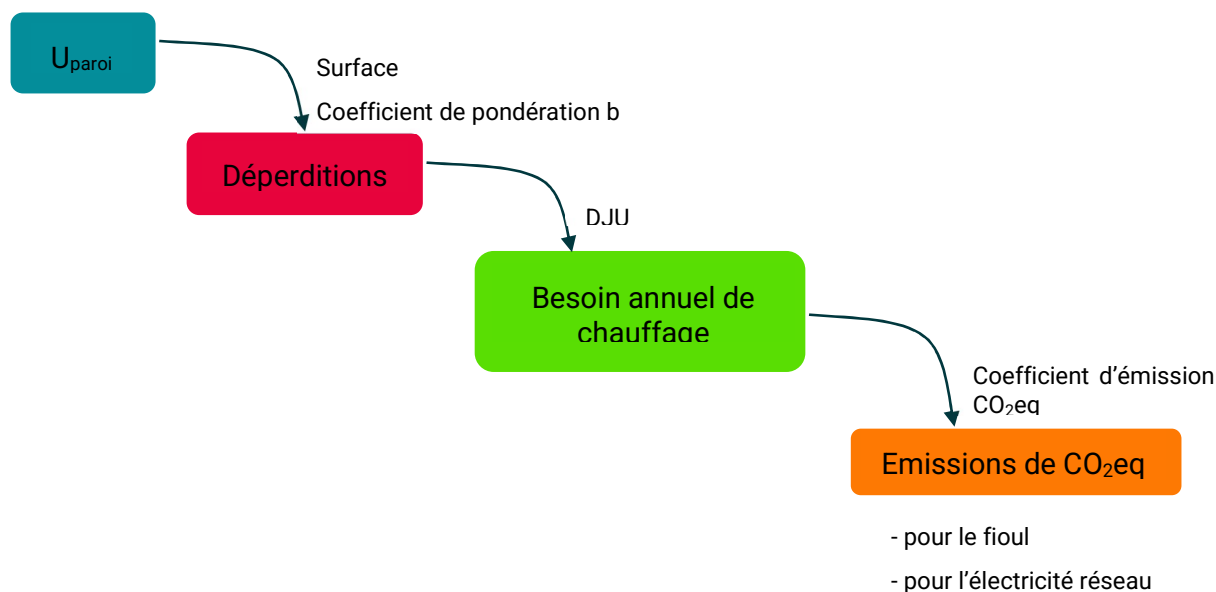 Uparoi
Surface
Coefficient de pondération b
Déperditions
DJU
Besoin annuel de
chauffage
Coefficient d’émission
CO₂eq
Emissions de CO₂eq
- pour le fioul
- pour l’électricité réseau